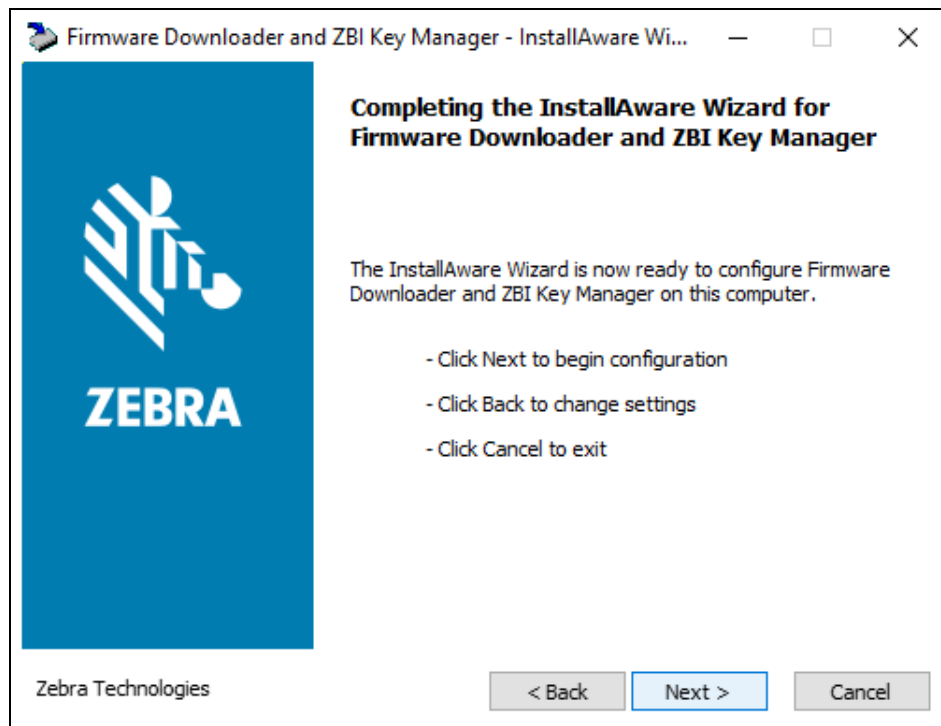 Firmware Downloader and ZBI Key Manager - InstallAware Wi...
Completing the InstallAware Wizard for
Firmware Downloader and ZBI Key Manager
The InstallAware Wizard is now ready to configure Firmware
Downloader and ZBI Key Manager on this computer.
- Click Next to begin configuration
- Click Back to change settings
- Click Cancel to exit
ZEBRA
Zebra Technologies
< Back
Next >
Cancel